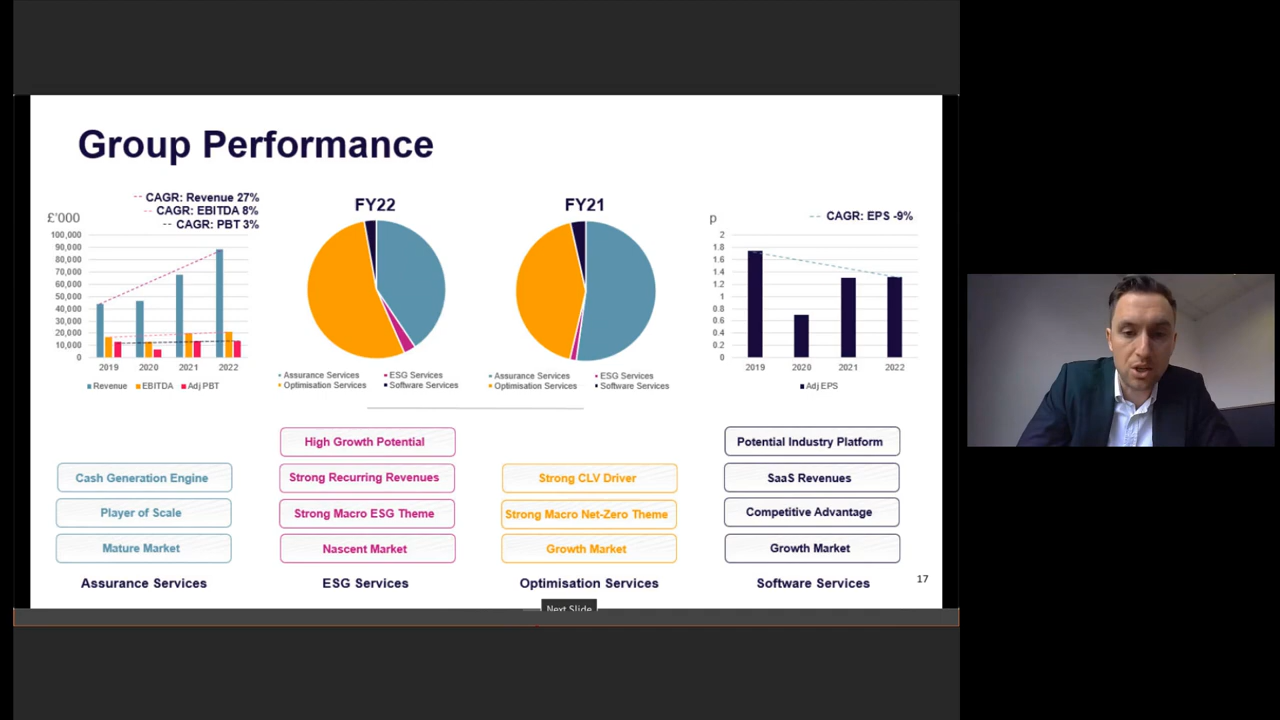 Group Performance
CAGR: Revenue 27%
CAGR: EBITDA 8%
CAGR: PBT 3%
£'000
100,000
90,000
80,000
70,000
60,000
50,000
40,000
30,000
20,000
10,000
0
2019 2020 2021 2022
Revenue EBITDA Adj PBT
FY22
Assurance Services ESG Services
Optimisation Services Software Services
FY21
Assurance Services ESG Services
Optimisation Services Software Services
CAGR: EPS -9%
p
2
1.8
1.6
1.4
1.2
1
0.8
0.6
0.4
0.2
0
2019 2020 2021 2022
Adj EPS
Cash Generation Engine
Player of Scale
Mature Market
Assurance Services
High Growth Potential
Strong Recurring Revenues
Strong Macro ESG Theme
Nascent Market
ESG Services
Strong CLV Driver
Strong Macro Net-Zero Theme
Growth Market
Optimisation Services
Potential Industry Platform
SaaS Revenues
Competitive Advantage
Growth Market
Software Services
17
Next Slide